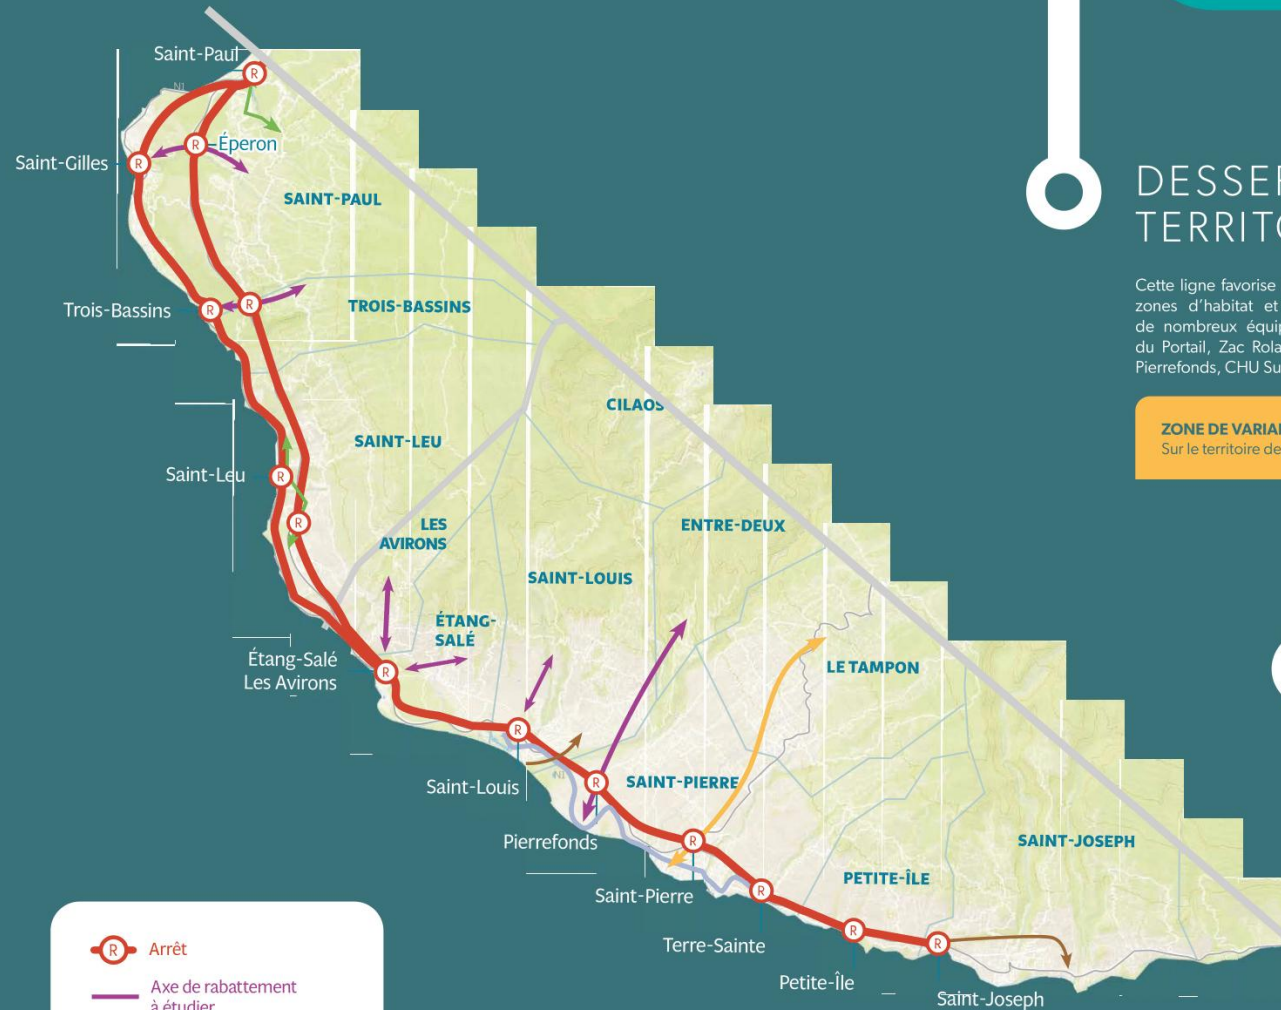 Saint-Paul
R
N1
R
Éperon
Saint-Gilles
R
SAINT-PAUL
DESSE
TERRITO
Cette ligne favorise
zones d'habitat et
de nombreux équi
du Portail, Zac Rola
Pierrefonds, CHU Su
Trois-Bassins
R
R
TROIS-BASSINS
CILAOS
ZONE DE VARIA
Sur le territoire de
SAINT-LEU
Saint-Leu
R
R
LES
AVIRONS
ENTRE-DEUX
SAINT-LOUIS
ÉTANG-
SALÉ
Étang-Salé
Les Avirons
R
LE TAMPON
R
Saint-Louis
N1
R
SAINT-PIERRE
Pierrefonds
R
SAINT-JOSEPH
Saint-Pierre
R
PETITE-ÎLE
Terre-Sainte
R
R
Petite-Île
Saint-Joseph
R Arrêt
Axe de rabattement
à étudier